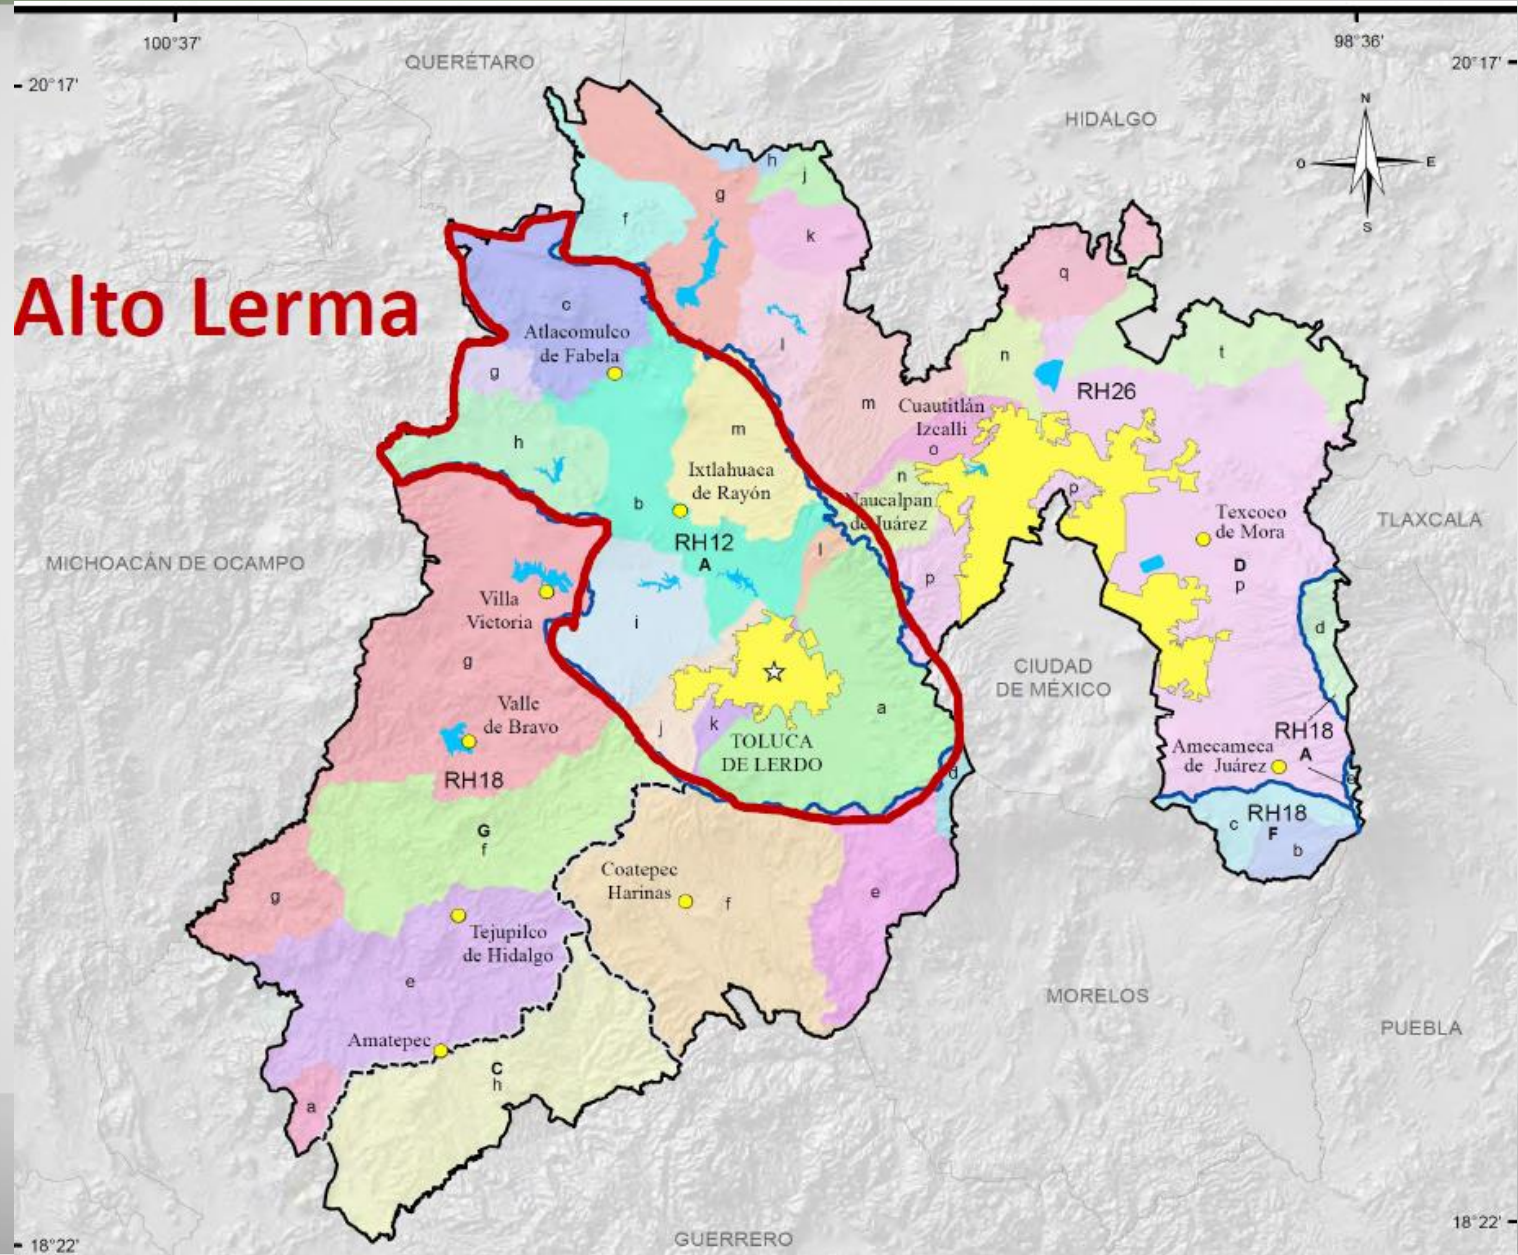 100°37'
98°36'
20°17'
20°17'
QUERÉTARO
HIDALGO
N
O
E
S
h
j
g
f
k
q
Alto Lerma
c
Atlacomulco
de Fabela
g
l
n
t
RH26
m
Cuautitlán
Izcalli
o
h
m
Ixtlahuaca
de Rayón
n
Naucalpan
de Juárez
p
b
RH12
A
l
p
Texcoco
de Mora
D
p
TLAXCALA
MICHOACÁN DE OCAMPO
Villa
Victoria
i
d
g
CIUDAD
DE MÉXICO
Valle
de Bravo
j
k
a
TOLUCA
DE LERDO
RH18
d
RH18
A
Amecameca
de Juárez
e
RH18
F
c
b
G
f
Coatepec
Harinas
f
e
g
Tejupilco
de Hidalgo
e
MORELOS
PUEBLA
Amatepec
C
h
a
18°22'
18°22'
GUERRERO